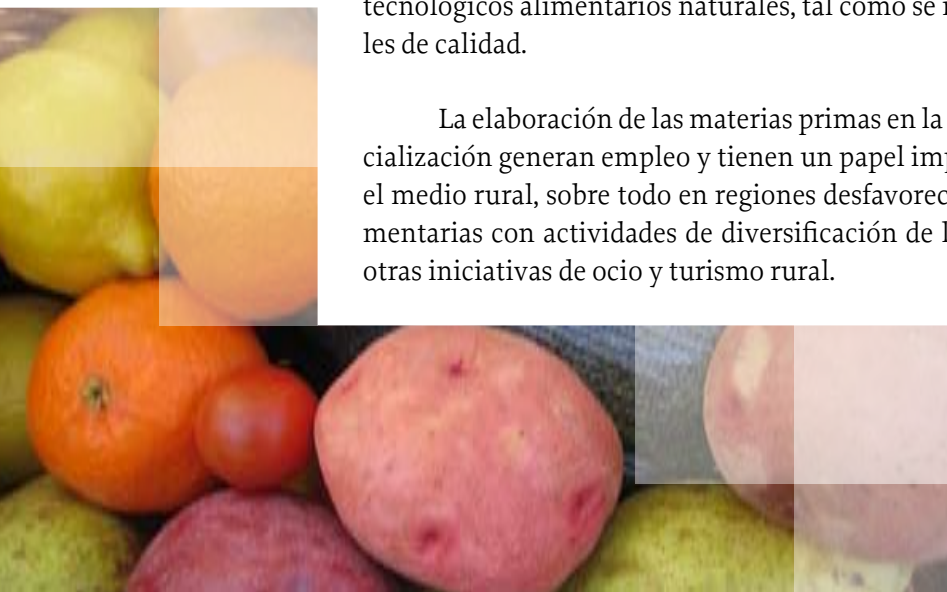 tecnológicos alimentarios naturales, tal como se
les de calidad.
La elaboración de las materias primas en la
cialización generan empleo y tienen un papel imp
el medio rural, sobre todo en regiones desfavorec
mentarias con actividades de diversificación de l
otras iniciativas de ocio y turismo rural.